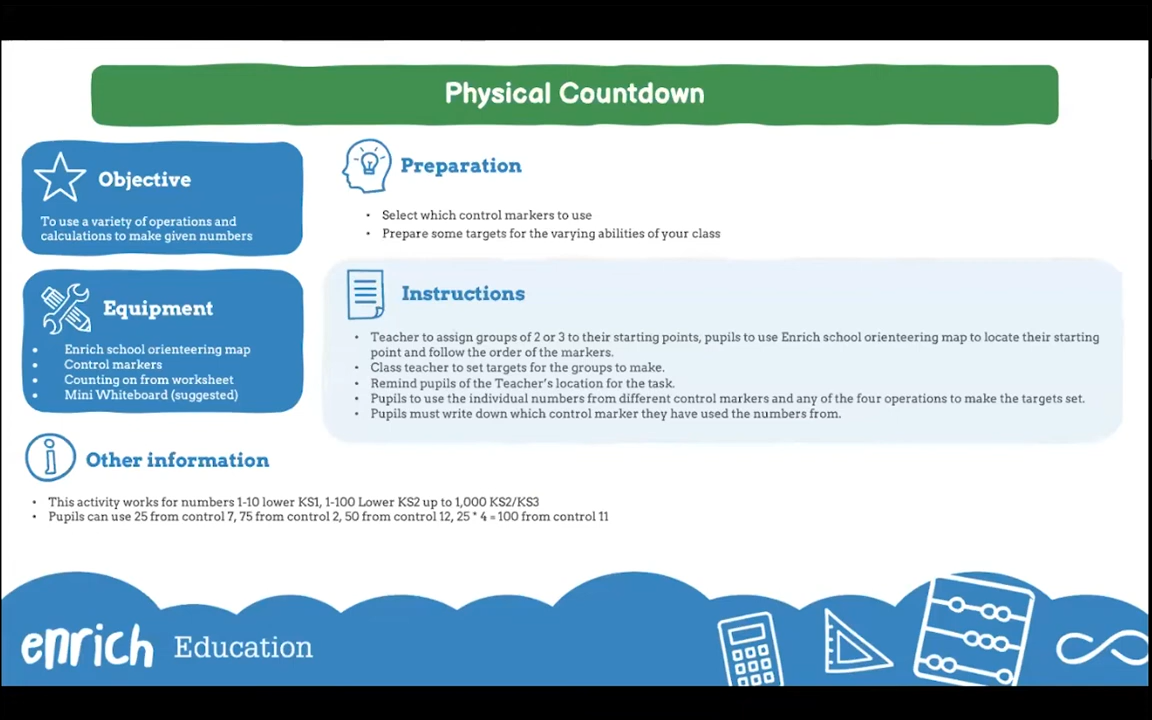 Physical Countdown
Objective
To use a variety of operations and
calculations to make given numbers
Equipment
• Enrich school orienteering map
• Control markers
• Counting on from worksheet
• Mini Whiteboard (suggested)
Preparation
• Select which control markers to use
• Prepare some targets for the varying abilities of your class
Instructions
• Teacher to assign groups of 2 or 3 to their starting points, pupils to use Enrich school orienteering map to locate their starting
point and follow the order of the markers.
• Class teacher to set targets for the groups to make.
• Remind pupils of the Teacher's location for the task.
• Pupils to use the individual numbers from different control markers and any of the four operations to make the targets set.
• Pupils must write down which control marker they have used the numbers from.
Other information
• This activity works for numbers 1-10 lower KS1, 1-100 Lower KS2 up to 1,000 KS2/KS3
• Pupils can use 25 from control 7, 75 from control 2, 50 from control 12, 25 * 4 = 100 from control 11
enrich Education